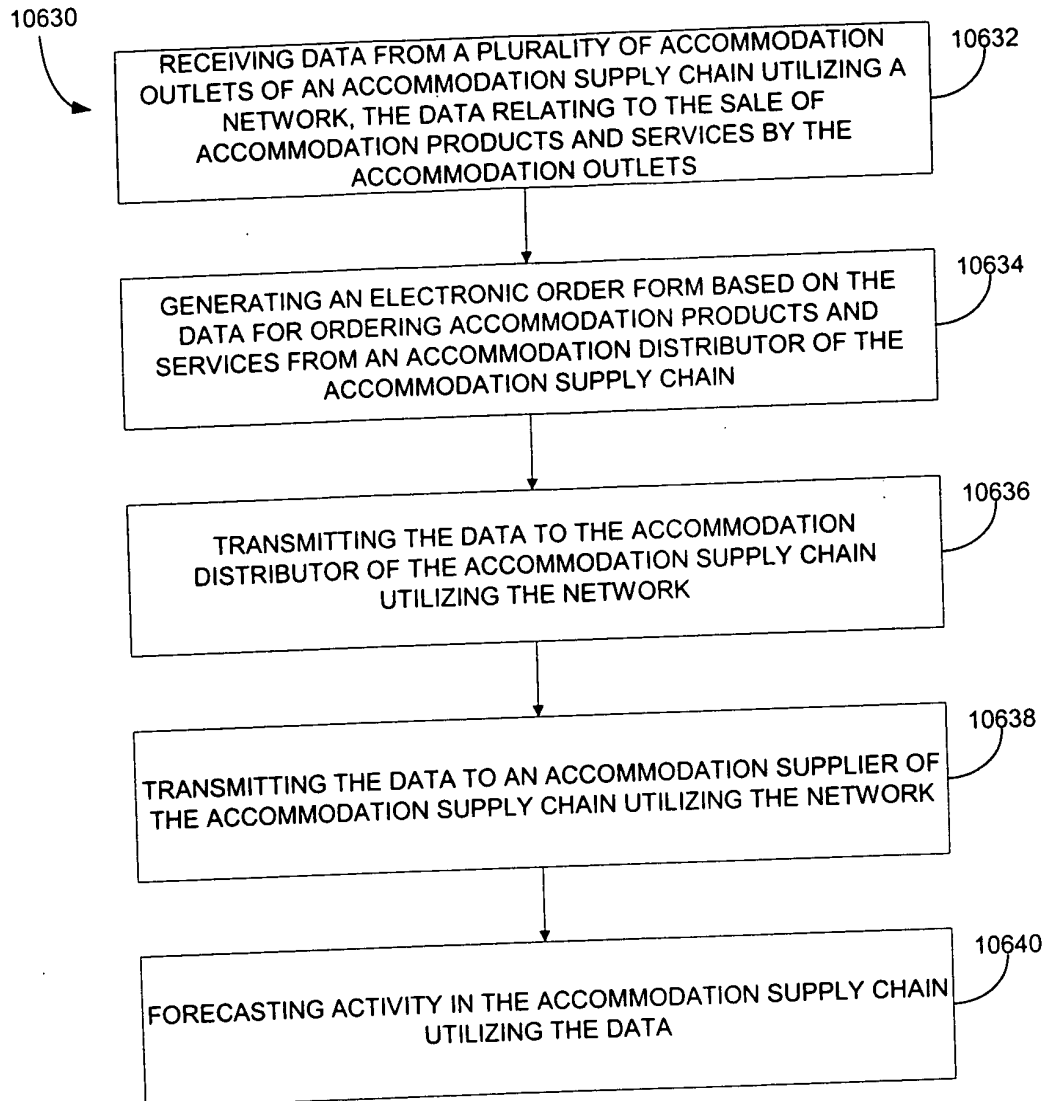 10630
RECEIVING DATA FROM A PLURALITY OF ACCOMMODATION
OUTLETS OF AN ACCOMMODATION SUPPLY CHAIN UTILIZING A
NETWORK, THE DATA RELATING TO THE SALE OF
ACCOMMODATION PRODUCTS AND SERVICES BY THE
ACCOMMODATION OUTLETS
10632
GENERATING AN ELECTRONIC ORDER FORM BASED ON THE
DATA FOR ORDERING ACCOMMODATION PRODUCTS AND
SERVICES FROM AN ACCOMMODATION DISTRIBUTOR OF THE
ACCOMMODATION SUPPLY CHAIN
10634
TRANSMITTING THE DATA TO THE ACCOMMODATION
DISTRIBUTOR OF THE ACCOMMODATION SUPPLY CHAIN
UTILIZING THE NETWORK
10636
TRANSMITTING THE DATA TO AN ACCOMMODATION SUPPLIER OF
THE ACCOMMODATION SUPPLY CHAIN UTILIZING THE NETWORK
10638
FORECASTING ACTIVITY IN THE ACCOMMODATION SUPPLY CHAIN
UTILIZING THE DATA
10640